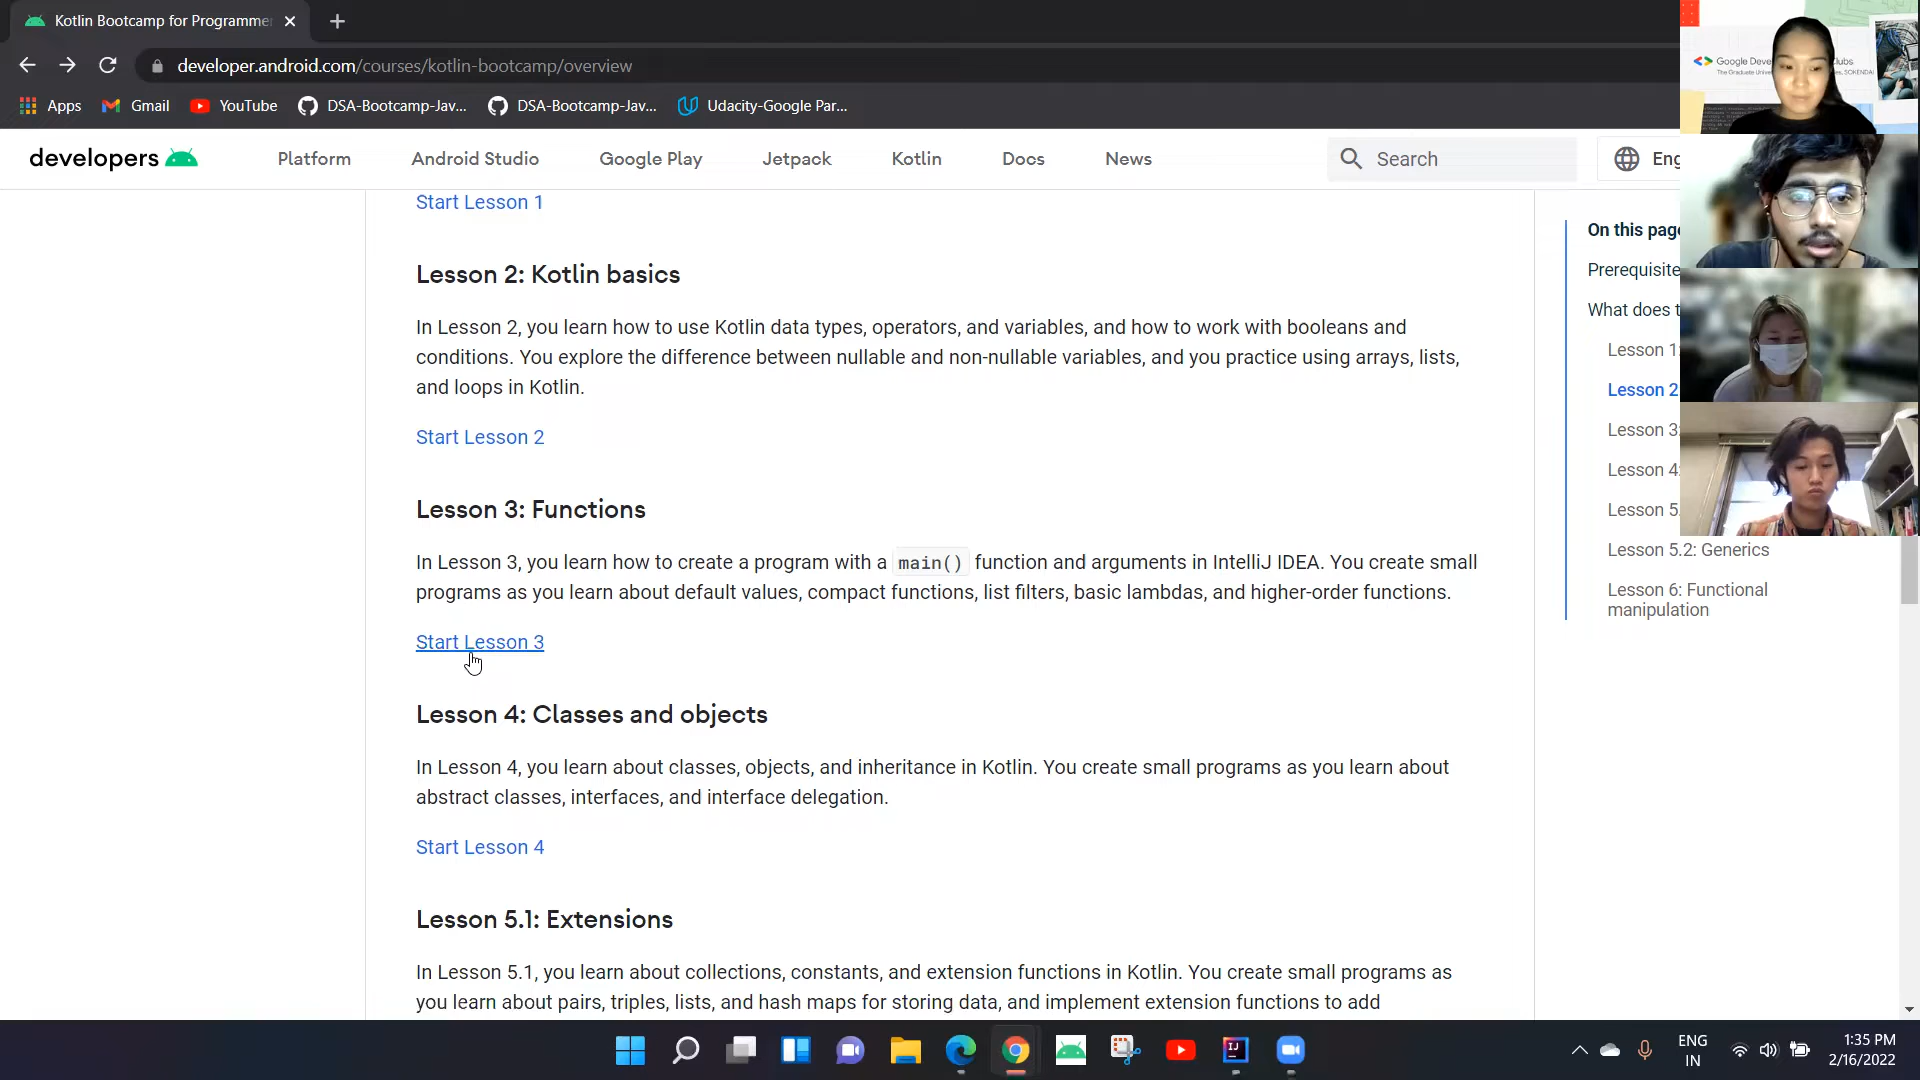 Kotlin Bootcamp for Programme
developer.android.com/courses/kotlin-bootcamp/overview
Apps Gmail YouTube DSA-Bootcamp-Jav... DSA-Bootcamp-Jav... Udacity-Google Par...
developers Platform Android Studio Google Play Jetpack Kotlin Docs News Search Eng
Start Lesson 1
Lesson 2: Kotlin basics
In Lesson 2, you learn how to use Kotlin data types, operators, and variables, and how to work with booleans and
conditions. You explore the difference between nullable and non-nullable variables, and you practice using arrays, lists,
and loops in Kotlin.
Start Lesson 2
Lesson 3: Functions
In Lesson 3, you learn how to create a program with a main() function and arguments in IntelliJ IDEA. You create small
programs as you learn about default values, compact functions, list filters, basic lambdas, and higher-order functions.
Start Lesson 3
Lesson 4: Classes and objects
In Lesson 4, you learn about classes, objects, and inheritance in Kotlin. You create small programs as you learn about
abstract classes, interfaces, and interface delegation.
Start Lesson 4
Lesson 5.1: Extensions
In Lesson 5.1, you learn about collections, constants, and extension functions in Kotlin. You create small programs as
you learn about pairs, triples, lists, and hash maps for storing data, and implement extension functions to add
On this page
Prerequisite
What does t
Lesson 1:
Lesson 2
Lesson 3:
Lesson 4:
Lesson 5.
Lesson 5.2: Generics
Lesson 6: Functional
manipulation
Google Deve
Clubs
The Graduate Unive
SOKENDAI
IJ
ENG
IN
1:35 PM
2/16/2022